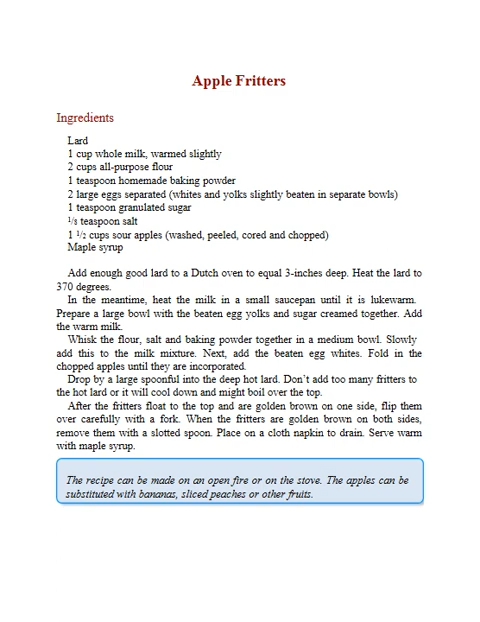 Apple Fritters
Ingredients
Lard
1 cup whole milk, warmed slightly
2 cups all-purpose flour
1 teaspoon homemade baking powder
2 large eggs separated (whites and yolks slightly beaten in separate bowls)
1 teaspoon granulated sugar
1/8 teaspoon salt
1 1/2 cups sour apples (washed, peeled, cored and chopped)
Maple syrup
Add enough good lard to a Dutch oven to equal 3-inches deep. Heat the lard to
370 degrees.
In the meantime, heat the milk in a small saucepan until it is lukewarm.
Prepare a large bowl with the beaten egg yolks and sugar creamed together. Add
the warm milk.
Whisk the flour, salt and baking powder together in a medium bowl. Slowly
add this to the milk mixture. Next, add the beaten egg whites. Fold in the
chopped apples until they are incorporated.
Drop by a large spoonful into the deep hot lard. Don't add too many fritters to
the hot lard or it will cool down and might boil over the top.
After the fritters float to the top and are golden brown on one side, flip them
over carefully with a fork. When the fritters are golden brown on both sides,
remove them with a slotted spoon. Place on a cloth napkin to drain. Serve warm
with maple syrup.
The recipe can be made on an open fire or on the stove. The apples can be
substituted with bananas, sliced peaches or other fruits.